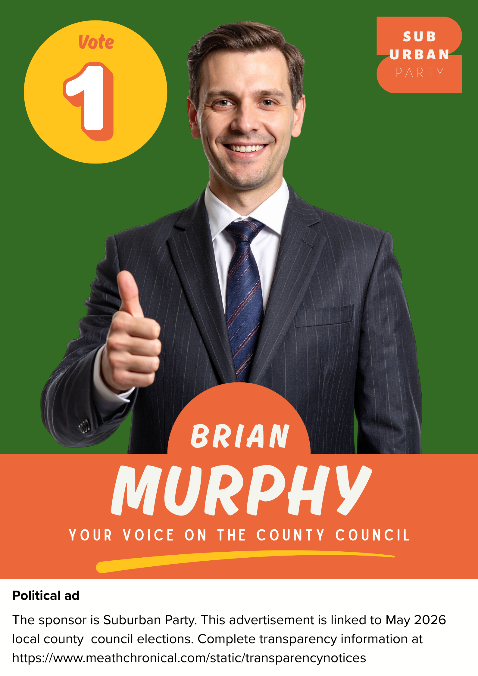 Vote
1
SUB
URBAN
PARTY
BRIAN
MURPHY
YOUR VOICE ON THE COUNTY COUNCIL
Political ad
The sponsor is Suburban Party. This advertisement is linked to May 2026
local county council elections. Complete transparency information at
https://www.meathchronical.com/static/transparencynotices